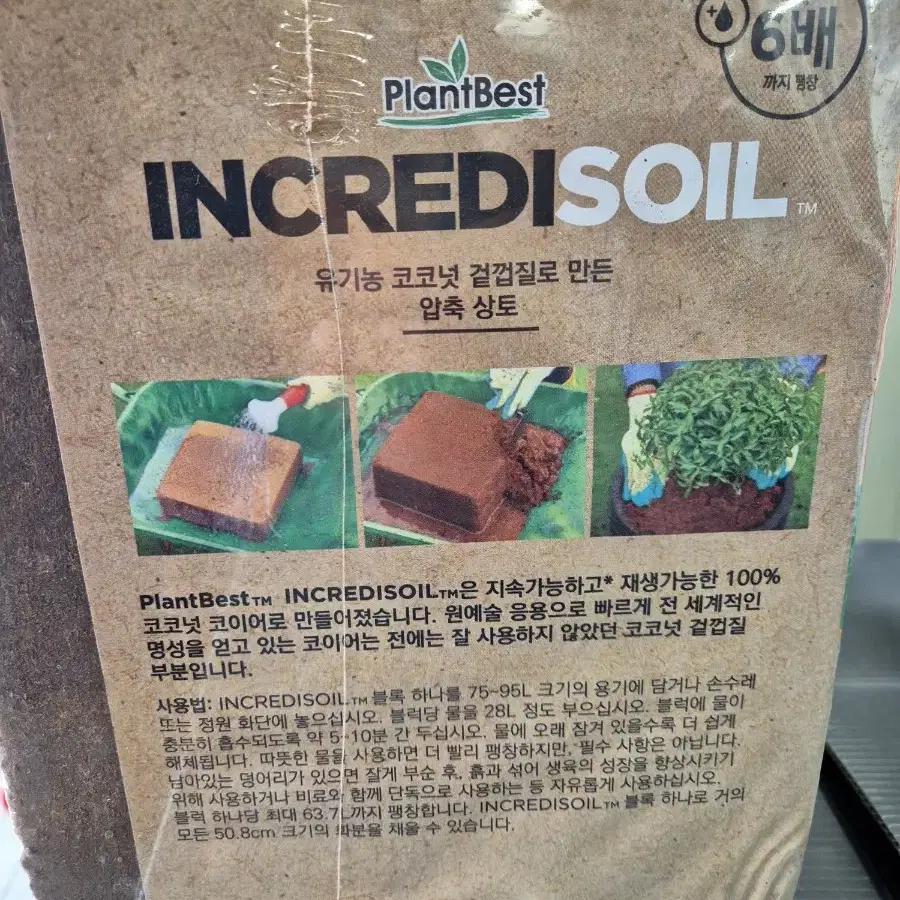 6배
까지 팽창
PlantBest
INCREDISOIL™
유기농 코코넛 겉껍질로 만든
압축 상토
PlantBest™ INCREDISOIL™은 지속가능하고* 재생가능한 100%
코코넛 코이어로 만들어졌습니다. 원예술 응용으로 빠르게 전 세계적인
명성을 얻고 있는 코이어는 전에는 잘 사용하지 않았던 코코넛 겉껍질
부분입니다.
사용법: INCREDISOIL™ 블록 하나를 75~95L 크기의 용기에 담거나 손수레
또는 정원 화단에 놓으십시오. 블럭당 물을 28L 정도 부으십시오. 블럭에 물이
충분히 흡수되도록 약 5~10분 간 두십시오. 물에 오래 잠겨 있을수록 더 쉽게
해체됩니다. 따뜻한 물을 사용하면 더 빨리 팽창하지만, 필수 사항은 아닙니다.
남아있는 덩어리가 있으면 잘게 부순 후, 흙과 섞어 생육의 성장을 향상시키기
위해 사용하거나 비료와 함께 단독으로 사용하는 등 자유롭게 사용하십시오.
블럭 하나당 최대 63.7L까지 팽창합니다. INCREDISOIL™ 블록 하나로 거의
모든 50.8cm 크기의 화분을 채울 수 있습니다.